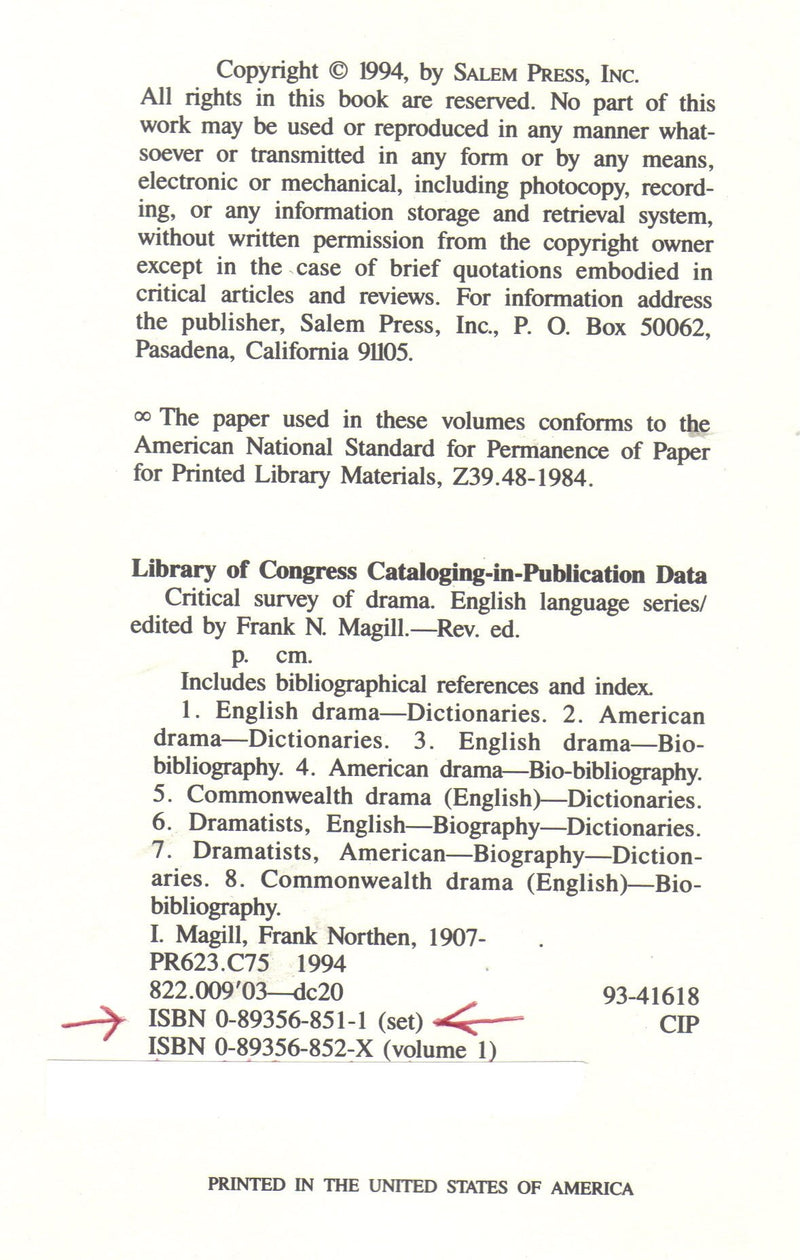 Copyright © 1994, by SALEM PRESS, INC.
All rights in this book are reserved. No part of this
work may be used or reproduced in any manner what-
soever or transmitted in any form or by any means,
electronic or mechanical, including photocopy, record-
ing, or any information storage and retrieval system,
without written permission from the copyright owner
except in the case of brief quotations embodied in
critical articles and reviews. For information address
the publisher, Salem Press, Inc., P. O. Box 50062,
Pasadena, California 91105.
∞ The paper used in these volumes conforms to the
American National Standard for Permanence of Paper
for Printed Library Materials, Z39.48-1984.
Library of Congress Cataloging-in-Publication Data
Critical survey of drama. English language series/
edited by Frank N. Magill.—Rev. ed.
p. cm.
Includes bibliographical references and index.
1. English drama—Dictionaries. 2. American
drama—Dictionaries. 3. English drama—Bio-
bibliography. 4. American drama—Bio-bibliography.
5. Commonwealth drama (English)—Dictionaries.
6. Dramatists, English—Biography—Dictionaries.
7. Dramatists, American—Biography—Diction-
aries. 8. Commonwealth drama (English)—Bio-
bibliography.
I. Magill, Frank Northen, 1907- .
PR623.C75 1994
822.009'03—dc20 93-41618
ISBN 0-89356-851-1 (set) CIP
ISBN 0-89356-852-X (volume 1)
PRINTED IN THE UNITED STATES OF AMERICA